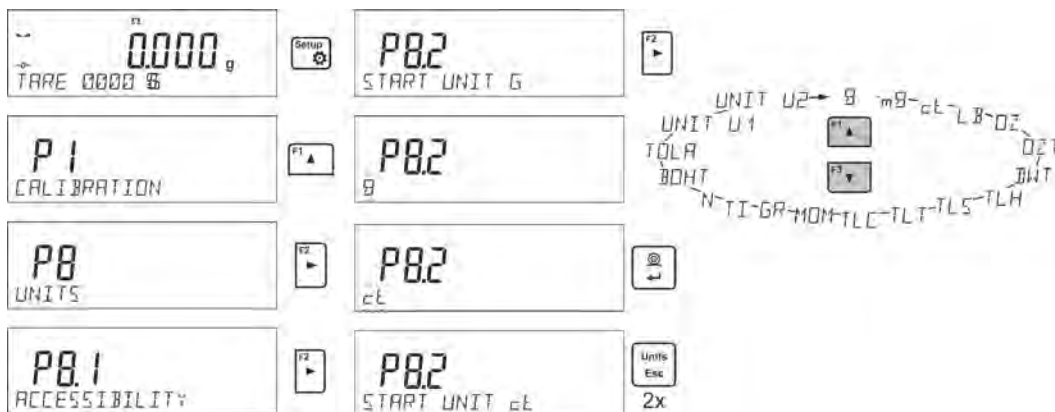 0.000 g
TARE 0.000
Setup
P1
CALIBRATION
F1
P8
UNITS
F2
P8.1
ACCESSIBILITY
F2
P8.2
START UNIT G
F2
P8.2
g
P8.2
ct
P8.2
START UNIT ct
Units
Esc
2x
UNIT U2→ g -mg-ct-LB-OZ
UNIT U1
F1
OZT
TOLA
F3
DWT
BOHT
N-TI-GR-MOM-TLC-TLT-TLS-TLH